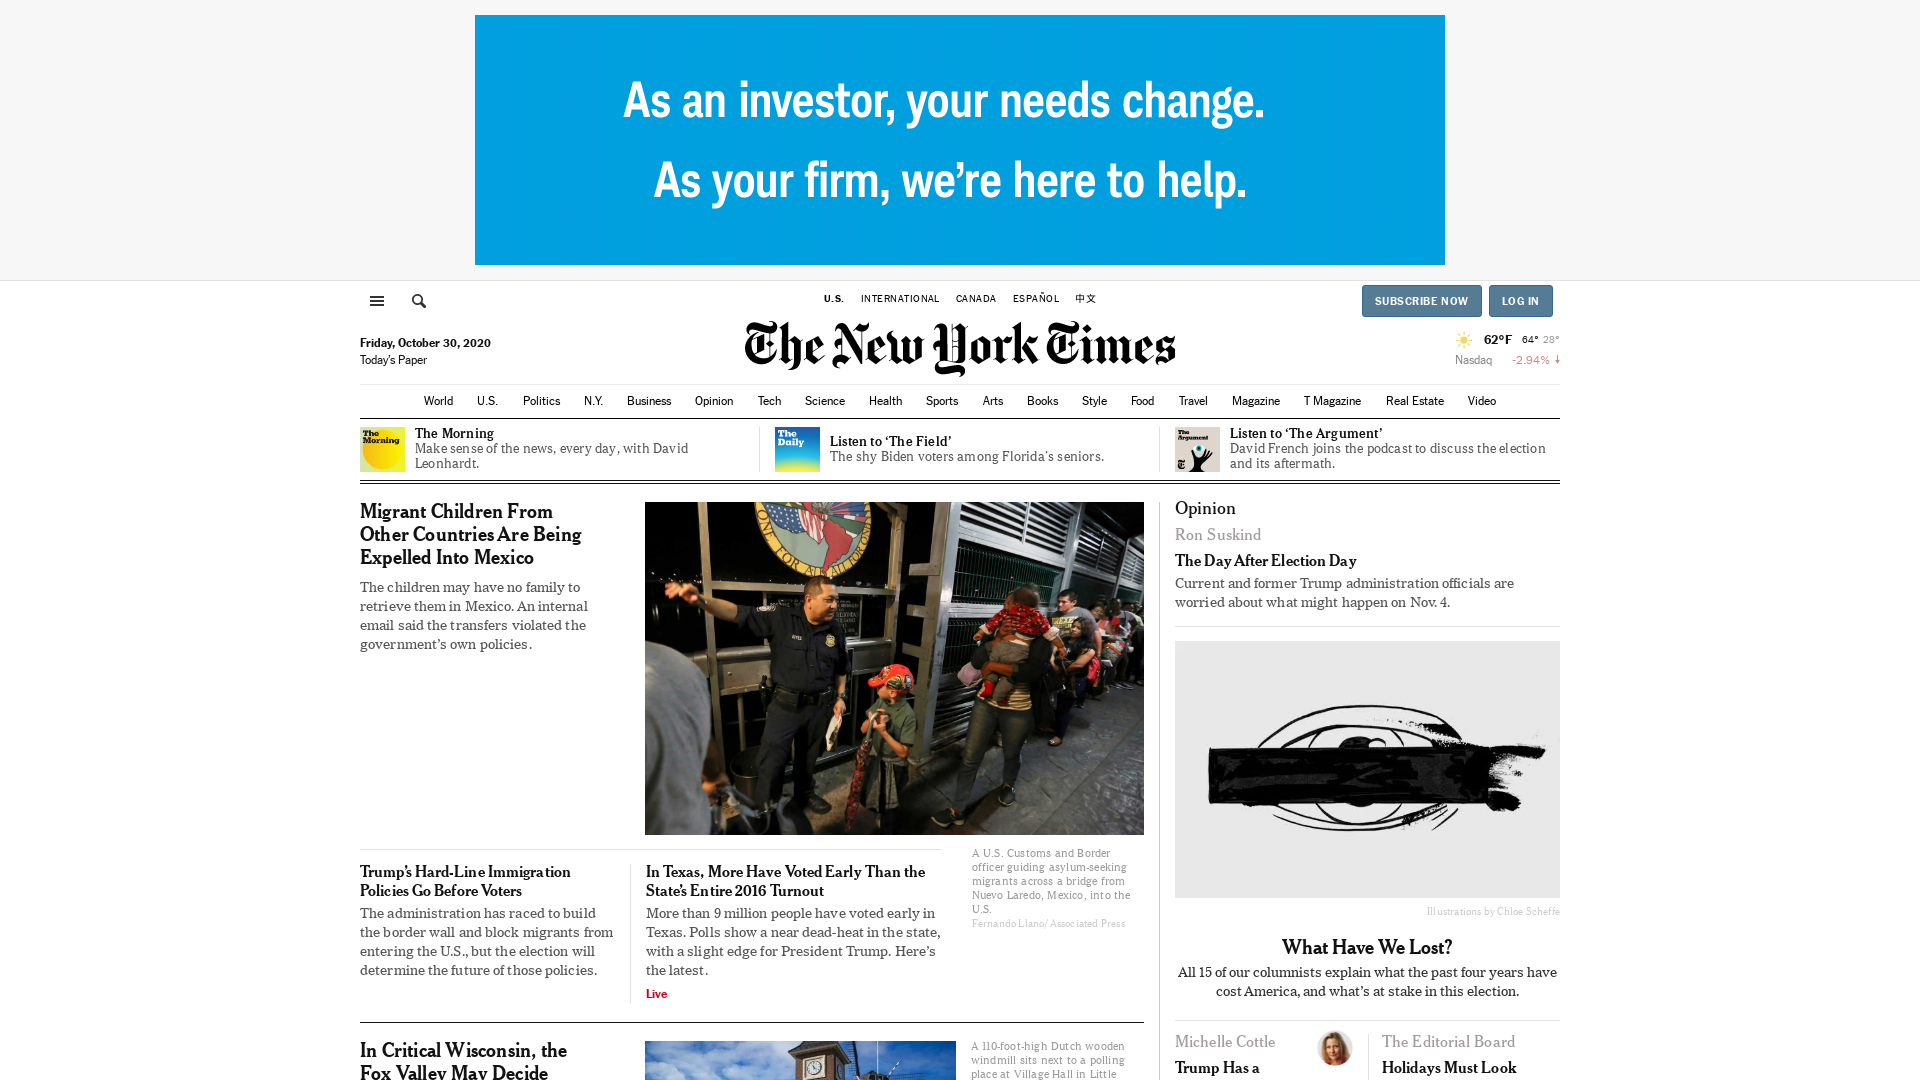 As an investor, your needs change.
As your firm, we're here to help.
U.S. INTERNATIONAL CANADA ESPAÑOL 中文
SUBSCRIBE NOW LOG IN
Friday, October 30, 2020
Today's Paper
The New York Times
62°F 64° 28°
Nasdaq -2.94% ↓
World U.S. Politics N.Y. Business Opinion Tech Science Health Sports Arts Books Style Food Travel Magazine T Magazine Real Estate Video
The
Morning
The Morning
Make sense of the news, every day, with David
Leonhardt.
The
Daily
Listen to ‘The Field’
The shy Biden voters among Florida's seniors.
The
Argument
Listen to ‘The Argument’
David French joins the podcast to discuss the election
and its aftermath.
Migrant Children From
Other Countries Are Being
Expelled Into Mexico
The children may have no family to
retrieve them in Mexico. An internal
email said the transfers violated the
government's own policies.
ONE FOR ALL
A U.S. Customs and Border
officer guiding asylum-seeking
migrants across a bridge from
Nuevo Laredo, Mexico, into the
U.S.
Fernando Llano/Associated Press
Trump's Hard-Line Immigration
Policies Go Before Voters
The administration has raced to build
the border wall and block migrants from
entering the U.S., but the election will
determine the future of those policies.
In Texas, More Have Voted Early Than the
State's Entire 2016 Turnout
More than 9 million people have voted early in
Texas. Polls show a near dead-heat in the state,
with a slight edge for President Trump. Here's
the latest.
Live
In Critical Wisconsin, the
Fox Valley May Decide
A 110-foot-high Dutch wooden
windmill sits next to a polling
place at Village Hall in Little
Opinion
Ron Suskind
The Day After Election Day
Current and former Trump administration officials are
worried about what might happen on Nov. 4.
Illustrations by Chloe Scheffe
What Have We Lost?
All 15 of our columnists explain what the past four years have
cost America, and what's at stake in this election.
Michelle Cottle
Trump Has a
The Editorial Board
Holidays Must Look